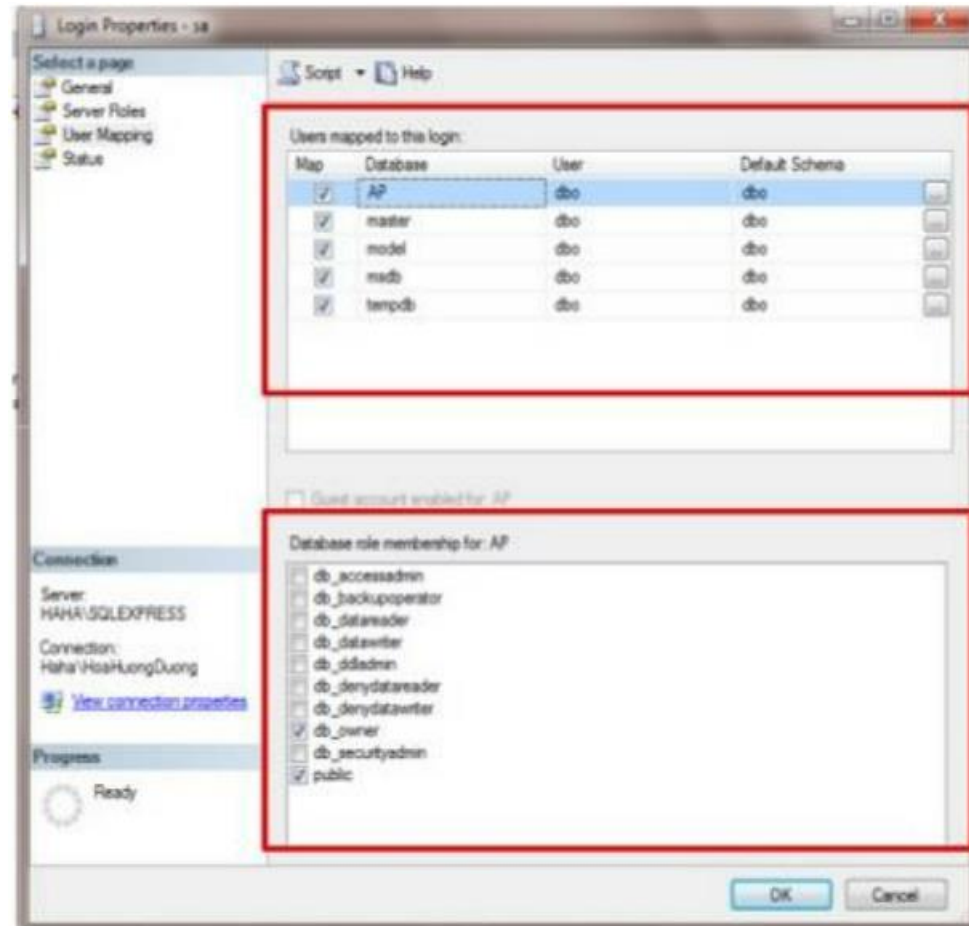 Login Properties - sa
Select a page
General
Server Roles
User Mapping
Status
Script
Help
Users mapped to this login:
Map Database User Default Schema
AP dbo dbo ...
master dbo dbo ...
model dbo dbo ...
msdb dbo dbo ...
tempdb dbo dbo ...
Guest account enabled for: AP
Database role membership for: AP
db_accessadmin
db_backupoperator
db_datareader
db_datawriter
db_ddladmin
db_denydatareader
db_denydatawriter
db_owner
db_securityadmin
public
Connection
Server:
HAHA\SQLEXPRESS
Connection:
Haha\HoaHuongDuong
View connection properties
Progress
Ready
OK
Cancel